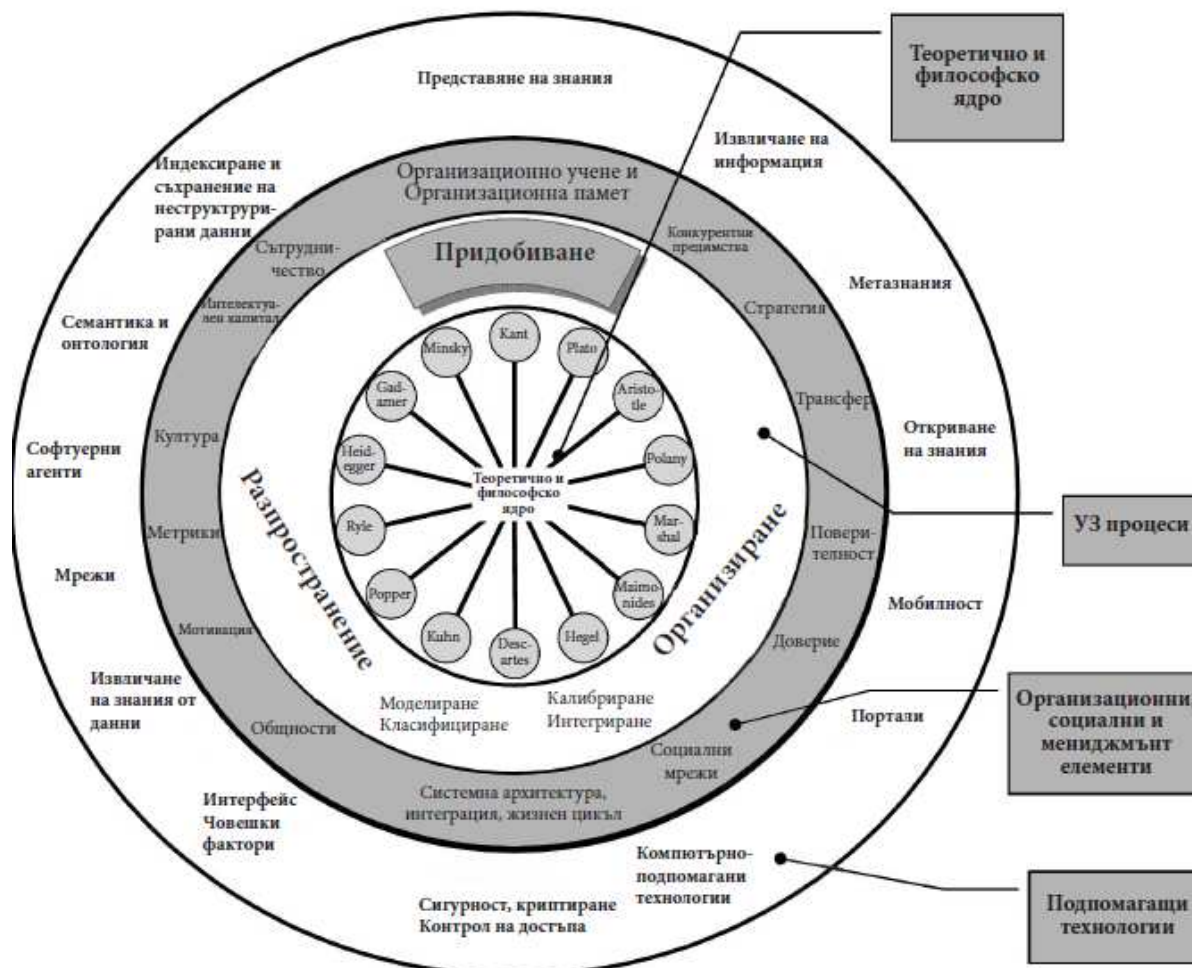 Теоретично и
философско
ядро
Представяне на знания
Извличане на
информация
Индексиране и
съхранение на
неструктрури-
рани данни
Организационно учене и
Организационна памет
Сътрудни-
чество
Придобиване
Конкурентни
предимства
Метазнания
Интелектуа-
лен капитал
Стратегия
Семантика и
онтология
Kant
Minsky
Plato
Gad-
amer
Aristo-
tle
Трансфер
Култура
Откриване
на знания
Софтуерни
агенти
Heid-
egger
Polany
Теоретично и
философско
ядро
Разпространение
Организиране
УЗ процеси
Метрики
Ryle
Mar-
shal
Повери-
телност
Мрежи
Popper
Maimo-
nides
Мобилност
Мотивация
Kuhn
Desc-
artes
Hegel
Доверие
Извличане
на знания от
данни
Моделиране
Класифициране
Калибриране
Интегриране
Организационни,
социални и
мениджмънт
елементи
Портали
Общности
Социални
мрежи
Системна архитектура,
интеграция, жизнен цикъл
Интерфейс
Човешки
фактори
Компютърно-
подпомагани
технологии
Сигурност, криптиране
Контрол на достъпа
Подпомагащи
технологии